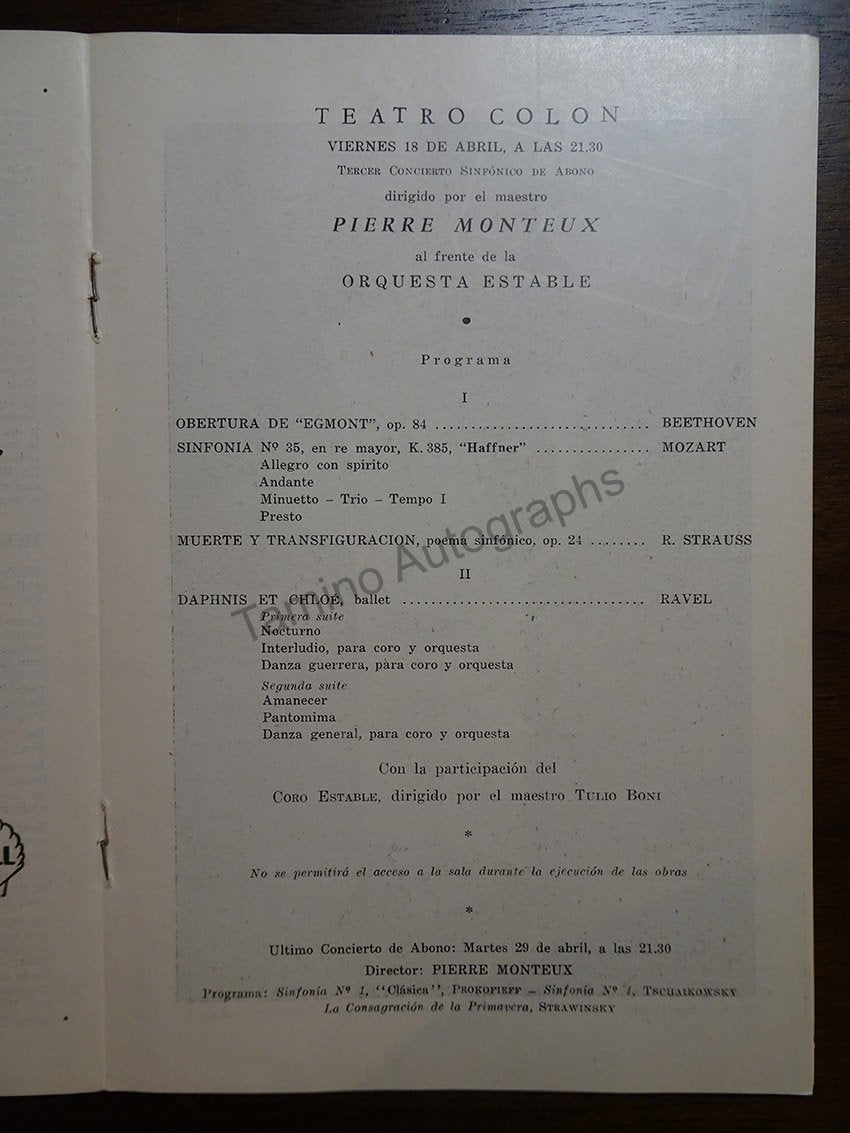 TEATRO COLON
VIERNES 18 DE ABRIL, A LAS 21.30
TERCER CONCIERTO SINFÓNICO DE ABONO
dirigido por el maestro
PIERRE MONTEUX
al frente de la
ORQUESTA ESTABLE
Programa
I
OBERTURA DE "EGMONT", op. 84 .............................. BEETHOVEN
SINFONIA Nº 35, en re mayor, K. 385, "Haffner" ................ MOZART
Allegro con spirito
Andante
Minuetto – Trio – Tempo I
Presto
MUERTE Y TRANSFIGURACION, poema sinfónico, op. 24 ........ R. STRAUSS
II
DAPHNIS ET CHLOE, ballet .................................. RAVEL
Primera suite
Nocturno
Interludio, para coro y orquesta
Danza guerrera, para coro y orquesta
Segunda suite
Amanecer
Pantomima
Danza general, para coro y orquesta
Con la participación del
CORO ESTABLE, dirigido por el maestro TULIO BONI
*
No se permitirá el acceso a la sala durante la ejecución de las obras
*
Ultimo Concierto de Abono: Martes 29 de abril, a las 21.30
Director: PIERRE MONTEUX
Programa: Sinfonía Nº 1, "Clásica", PROKOFIEFF – Sinfonía Nº 4, TSCHAIKOWSKY
La Consagración de la Primavera, STRAWINSKY
Tamino Autographs